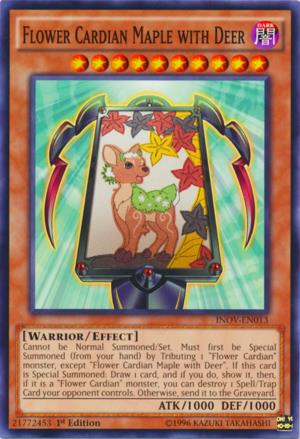 FLOWER CARDIAN MAPLE WITH DEER
DARK
INOV-EN013
[WARRIOR/EFFECT]
Cannot be Normal Summoned/Set. Must first be Special
Summoned (from your hand) by Tributing 1 "Flower Cardian"
monster, except "Flower Cardian Maple with Deer". If this card
is Special Summoned: Draw 1 card, and if you do, show it, then,
if it is a "Flower Cardian" monster, you can destroy 1 Spell/Trap
Card your opponent controls. Otherwise, send it to the Graveyard.
ATK/1000 DEF/1000
21772453 1st Edition ©1996 KAZUKI TAKAHASHI